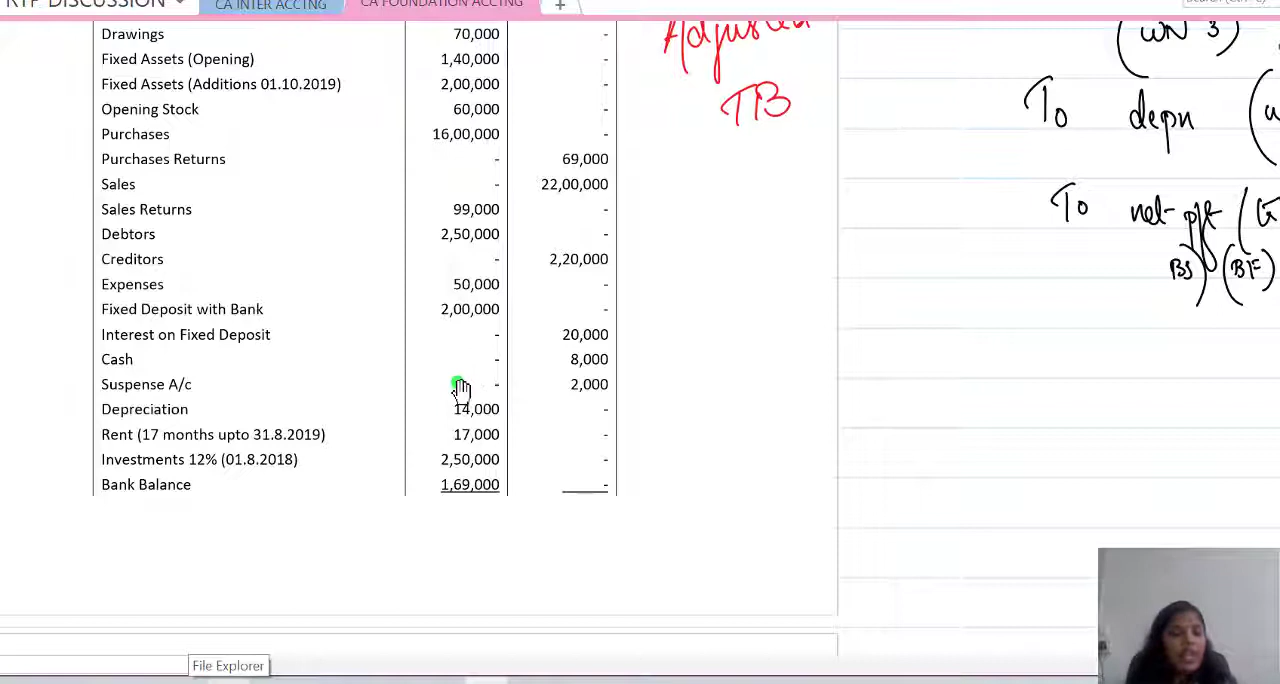 CA INTER ACCTNG
CA FOUNDATION ACCTNG
+
Drawings 70,000 -
Fixed Assets (Opening) 1,40,000 -
Fixed Assets (Additions 01.10.2019) 2,00,000 -
Opening Stock 60,000 -
Purchases 16,00,000 -
Purchases Returns - 69,000
Sales - 22,00,000
Sales Returns 99,000 -
Debtors 2,50,000 -
Creditors - 2,20,000
Expenses 50,000 -
Fixed Deposit with Bank 2,00,000 -
Interest on Fixed Deposit - 20,000
Cash - 8,000
Suspense A/c - 2,000
Depreciation 14,000 -
Rent (17 months upto 31.8.2019) 17,000 -
Investments 12% (01.8.2018) 2,50,000 -
Bank Balance 1,69,000 -
Adjusted
TB
(WN 3)
To depn
To net pft
BS) (BF)
File Explorer